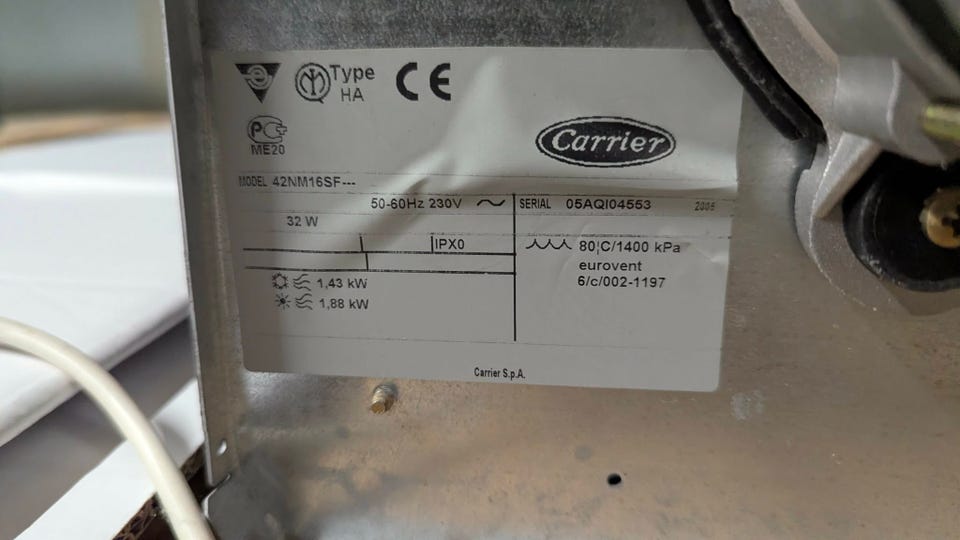 Type
HA
CE
PC
ME20
Carrier
MODEL 42NM16SF---
50-60Hz 230V
32 W
IPX0
1,43 kW
1,88 kW
SERIAL 05AQI04553 2005
80¦C/1400 kPa
eurovent
6/c/002-1197
Carrier S.p.A.